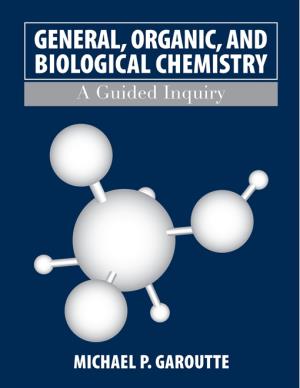 GENERAL, ORGANIC, AND
BIOLOGICAL CHEMISTRY
A Guided Inquiry
MICHAEL P. GAROUTTE